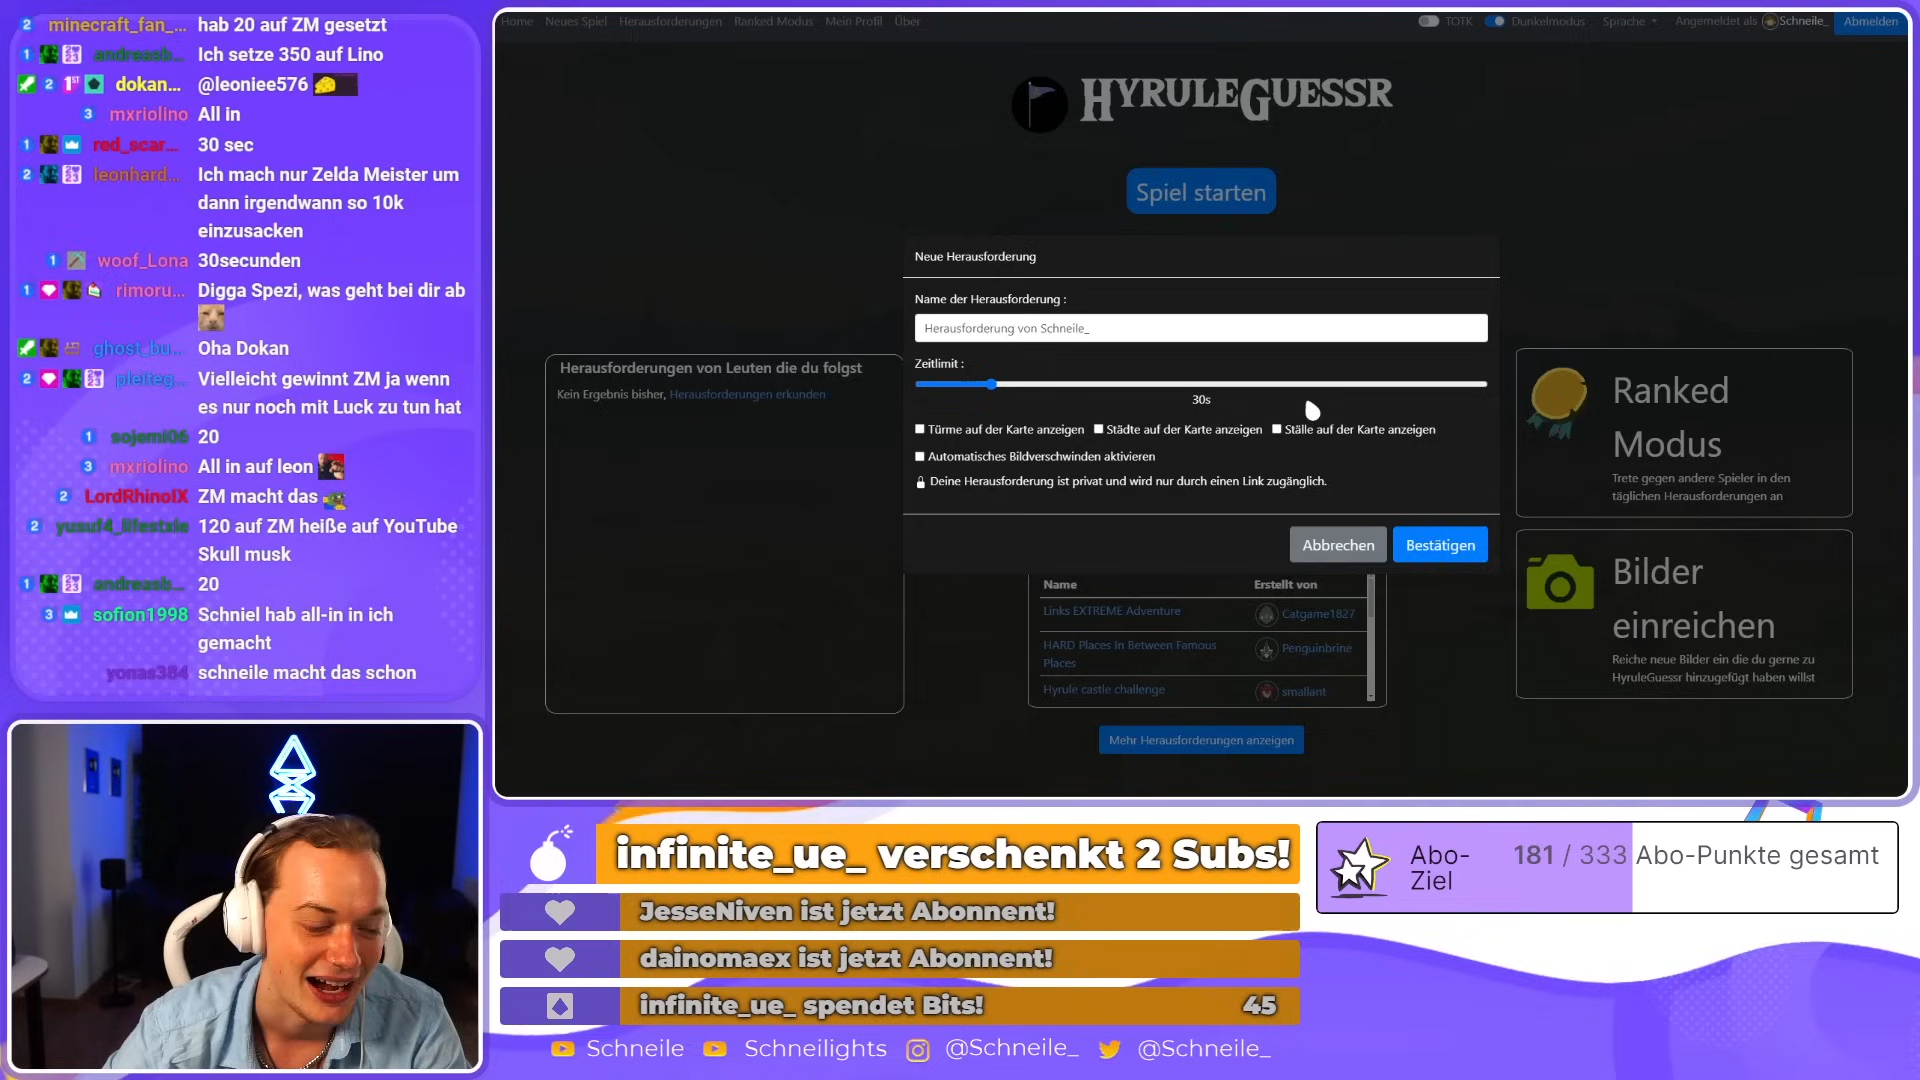 minecraft_fan_... hab 20 auf ZM gesetzt
andreasb... Ich setze 350 auf Lino
dokan... @leoniee576
mxriolino All in
red_scar... 30 sec
leonhard... Ich mach nur Zelda Meister um
dann irgendwann so 10k
einzusacken
woof_Lona 30secunden
rimoru... Digga Spezi, was geht bei dir ab
ghost_bu... Oha Dokan
pleiteg... Vielleicht gewinnt ZM ja wenn
es nur noch mit Luck zu tun hat
sojemi06 20
mxriolino All in auf leon
LordRhinoIX ZM macht das
yusuf4_lifestxle 120 auf ZM heiße auf YouTube
Skull musk
andreasb... 20
sofion1998 Schniel hab all-in in ich
gemacht
yonas384 schneile macht das schon
Home Neues Spiel Herausforderungen Ranked Modus Mein Profil Über
TOTK Dunkelmodus Sprache Angemeldet als Schneile_ Abmelden
HYRULEGUESSR
Spiel starten
Neue Herausforderung
Name der Herausforderung :
Herausforderung von Schneile_
Zeitlimit :
30s
Türme auf der Karte anzeigen Städte auf der Karte anzeigen Ställe auf der Karte anzeigen
Automatisches Bildverschwinden aktivieren
Deine Herausforderung ist privat und wird nur durch einen Link zugänglich.
Abbrechen Bestätigen
Herausforderungen von Leuten die du folgst
Kein Ergebnis bisher, Herausforderungen erkunden
Name Erstellt von
Links EXTREME Adventure Catgame1827
HARD Places In Between Famous
Places Penguinbrine
Hyrule castle challenge smallant
Mehr Herausforderungen anzeigen
Ranked
Modus
Trete gegen andere Spieler in den
täglichen Herausforderungen an
Bilder
einreichen
Reiche neue Bilder ein die du gerne zu
HyruleGuessr hinzugefügt haben willst
infinite_ue_ verschenkt 2 Subs!
JesseNiven ist jetzt Abonnent!
dainomaex ist jetzt Abonnent!
infinite_ue_ spendet Bits! 45
Abo-
Ziel
181 / 333 Abo-Punkte gesamt
Schneile Schneilights @Schneile_ @Schneile_